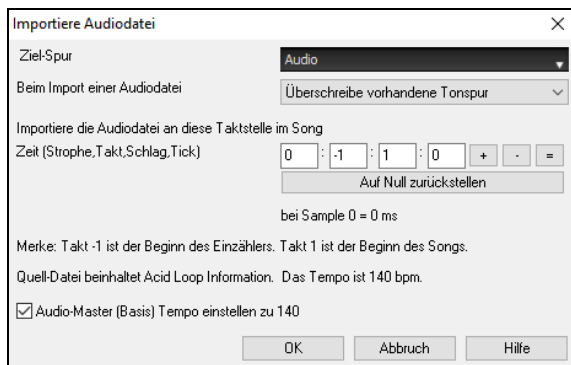 Importiere Audiodatei
Ziel-Spur
Audio
Beim Import einer Audiodatei
Überschreibe vorhandene Tonspur
Importiere die Audiodatei an diese Taktstelle im Song
Zeit (Strophe,Takt,Schlag,Tick)
0 : -1 : 1 : 0 + - =
Auf Null zurückstellen
bei Sample 0 = 0 ms
Merke: Takt -1 ist der Beginn des Einzählers. Takt 1 ist der Beginn des Songs.
Quell-Datei beinhaltet Acid Loop Information. Das Tempo ist 140 bpm.
Audio-Master (Basis) Tempo einstellen zu 140
OK Abbruch Hilfe